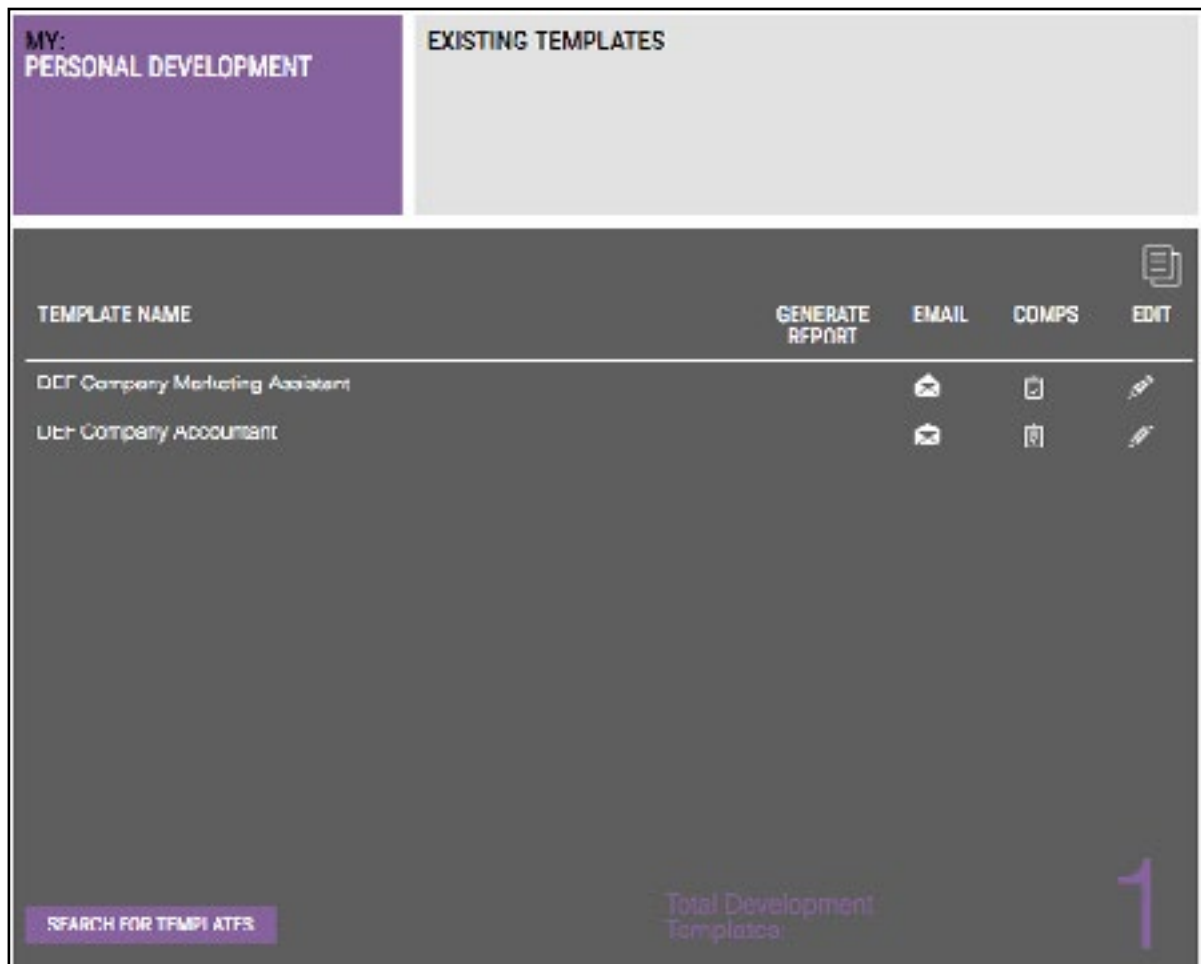 MY:
PERSONAL DEVELOPMENT
EXISTING TEMPLATES
TEMPLATE NAME
GENERATE
REPORT
EMAIL
COMPS
EDIT
DEF Company Marketing Assistant
DEF Company Accountant
SEARCH FOR TEMPLATES
Total Development
Templates:
1